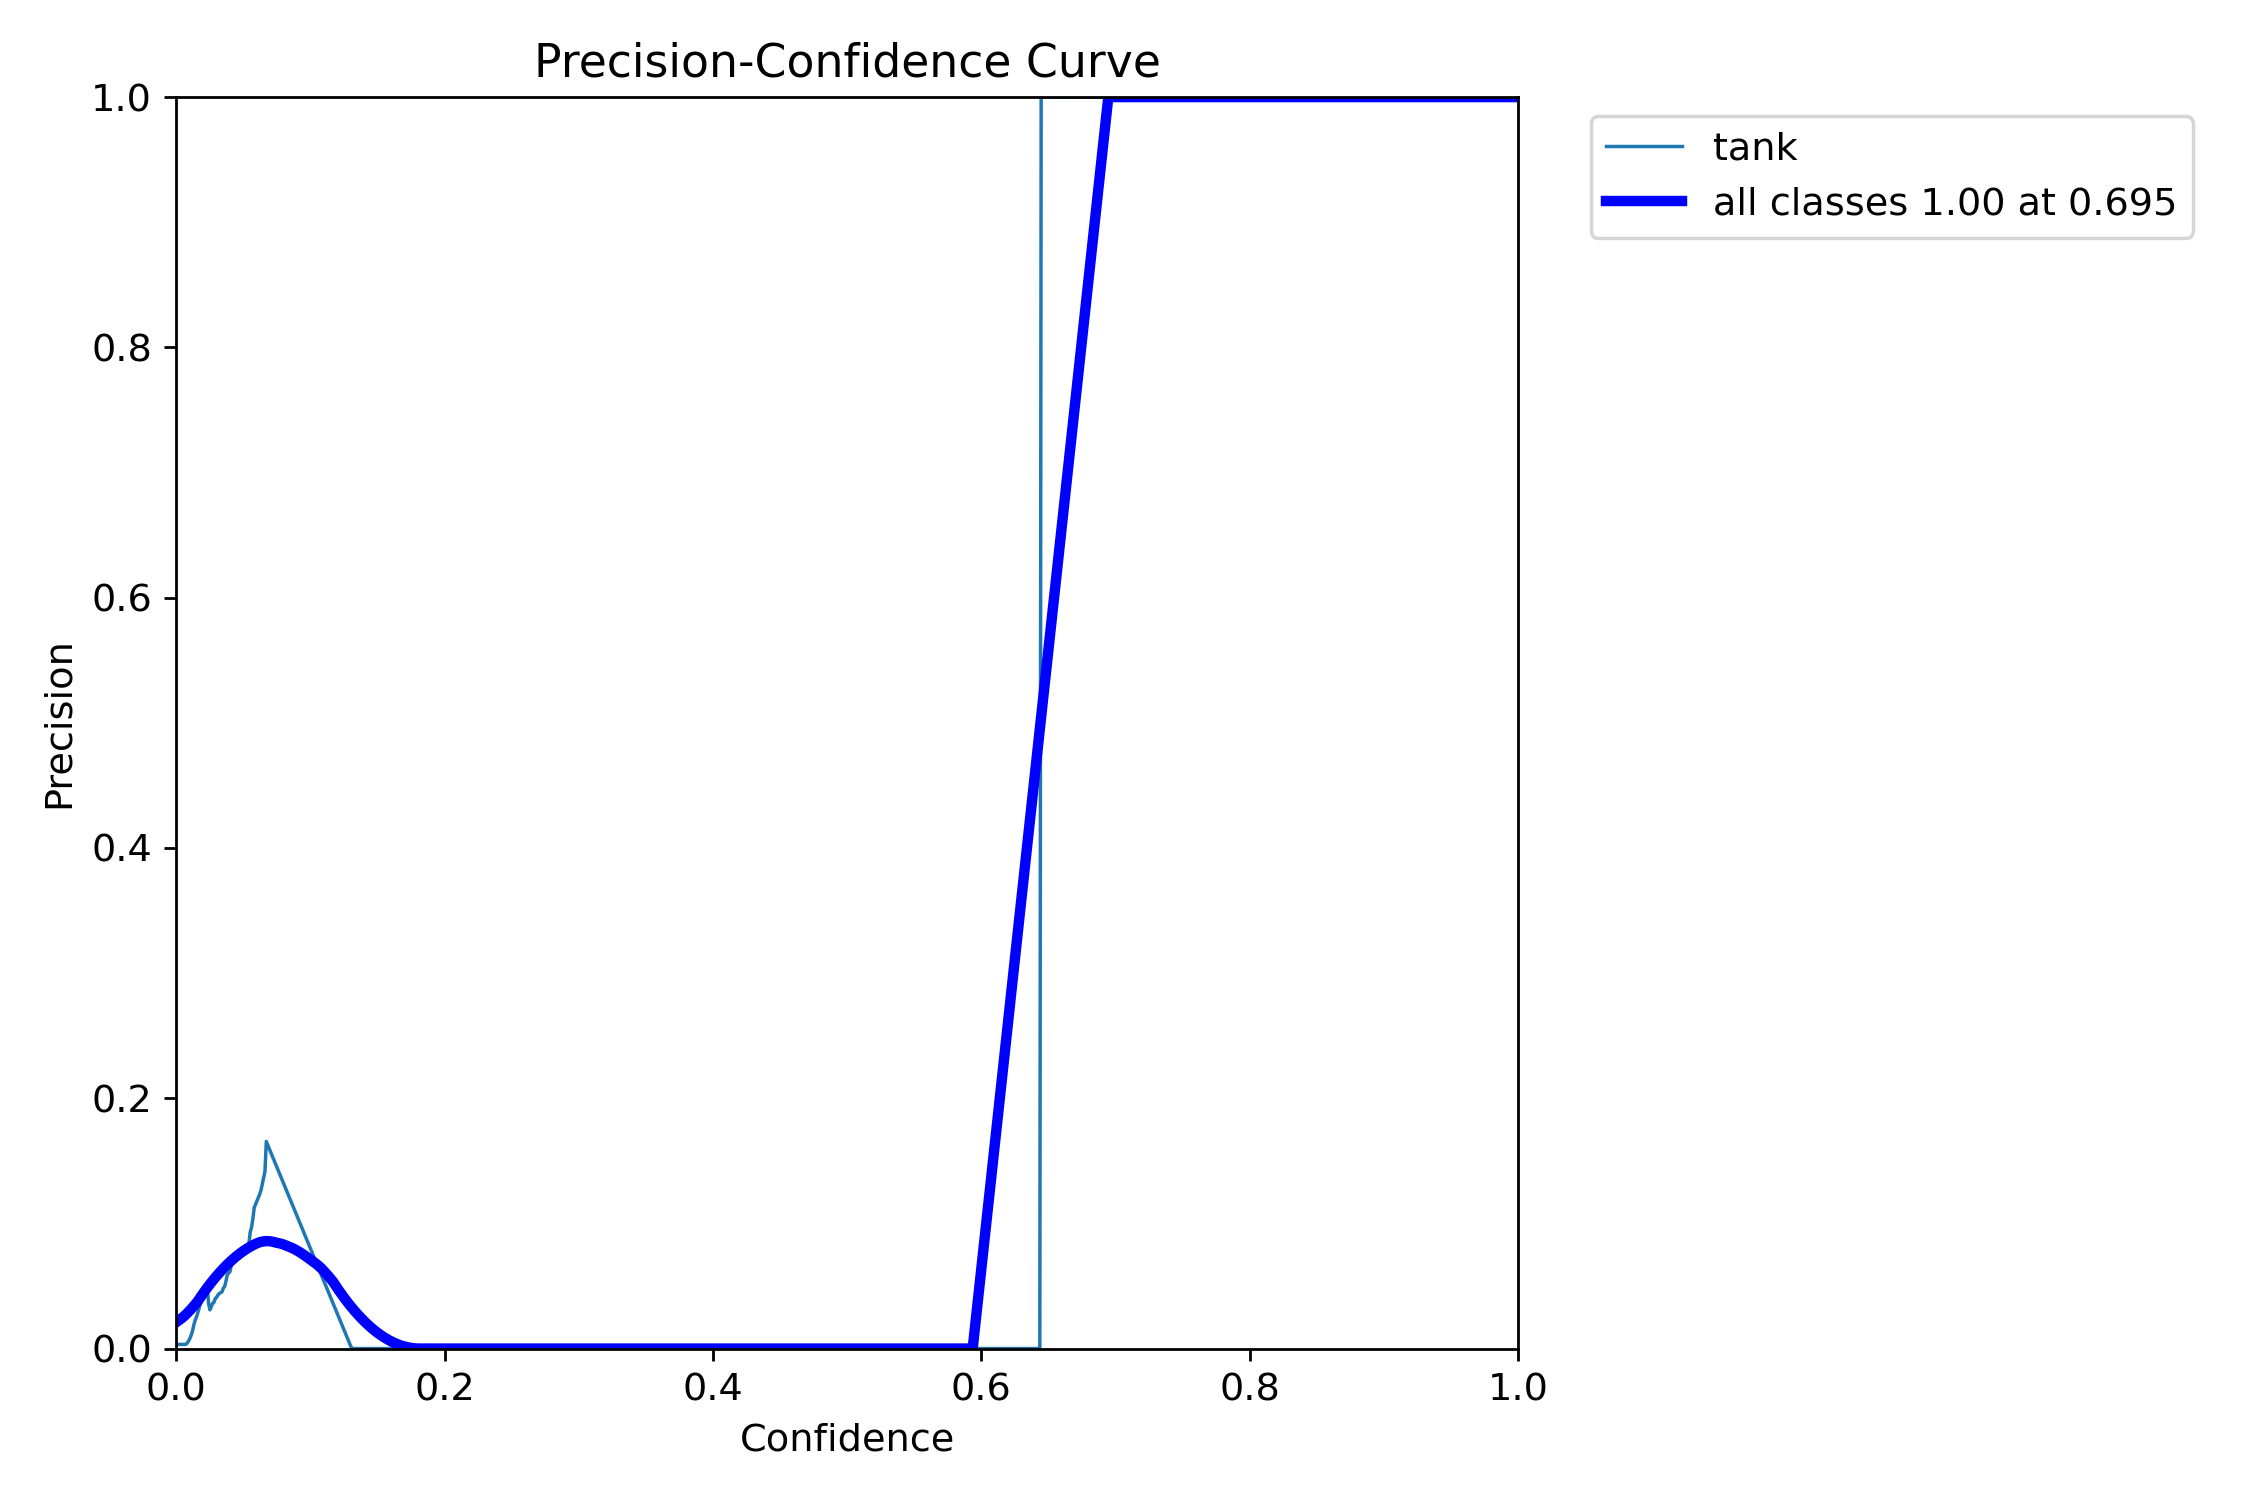 Precision-Confidence Curve
tank
all classes 1.00 at 0.695
1.0
0.8
0.6
0.4
0.2
0.0
Precision
0.0 0.2 0.4 0.6 0.8 1.0
Confidence